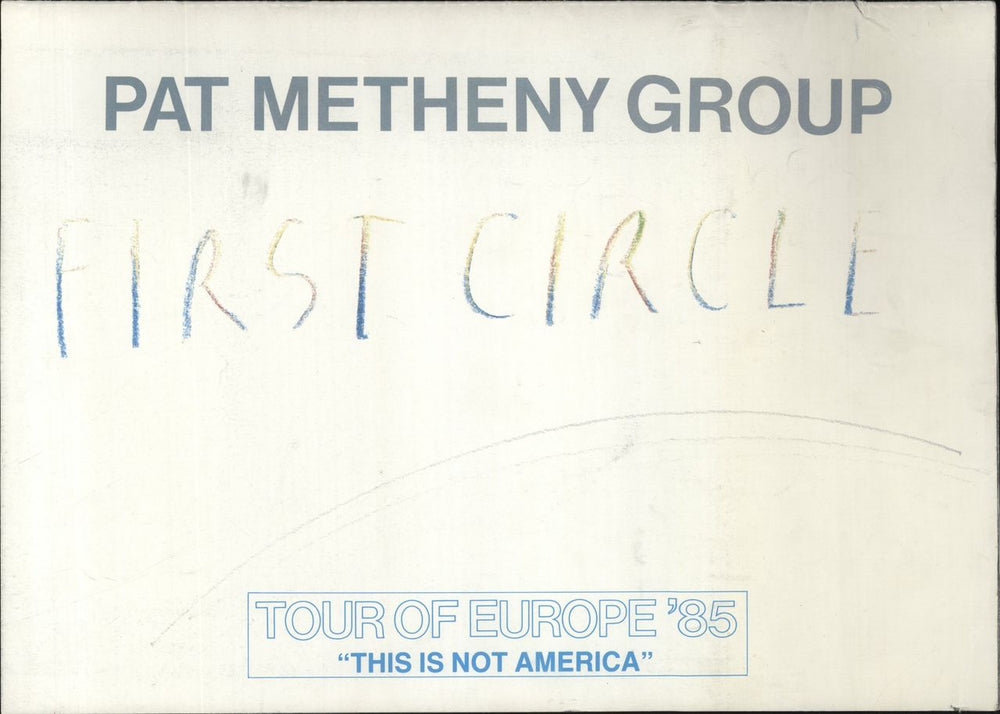 PAT METHENY GROUP
FIRST CIRCLE
TOUR OF EUROPE ’85
“THIS IS NOT AMERICA”